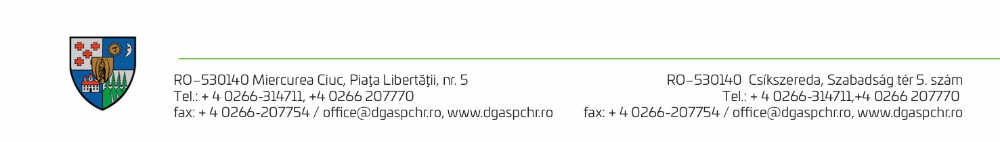 RO–530140 Miercurea Ciuc, Piaţa Libertăţii, nr. 5
Tel.: + 4 0266-314711, +4 0266 207770
fax: + 4 0266-207754 / office@dgaspchr.ro, www.dgaspchr.ro
RO–530140 Csíkszereda, Szabadság tér 5. szám
Tel.: + 4 0266-314711,+4 0266 207770
fax: + 4 0266-207754 / office@dgaspchr.ro, www.dgaspchr.ro